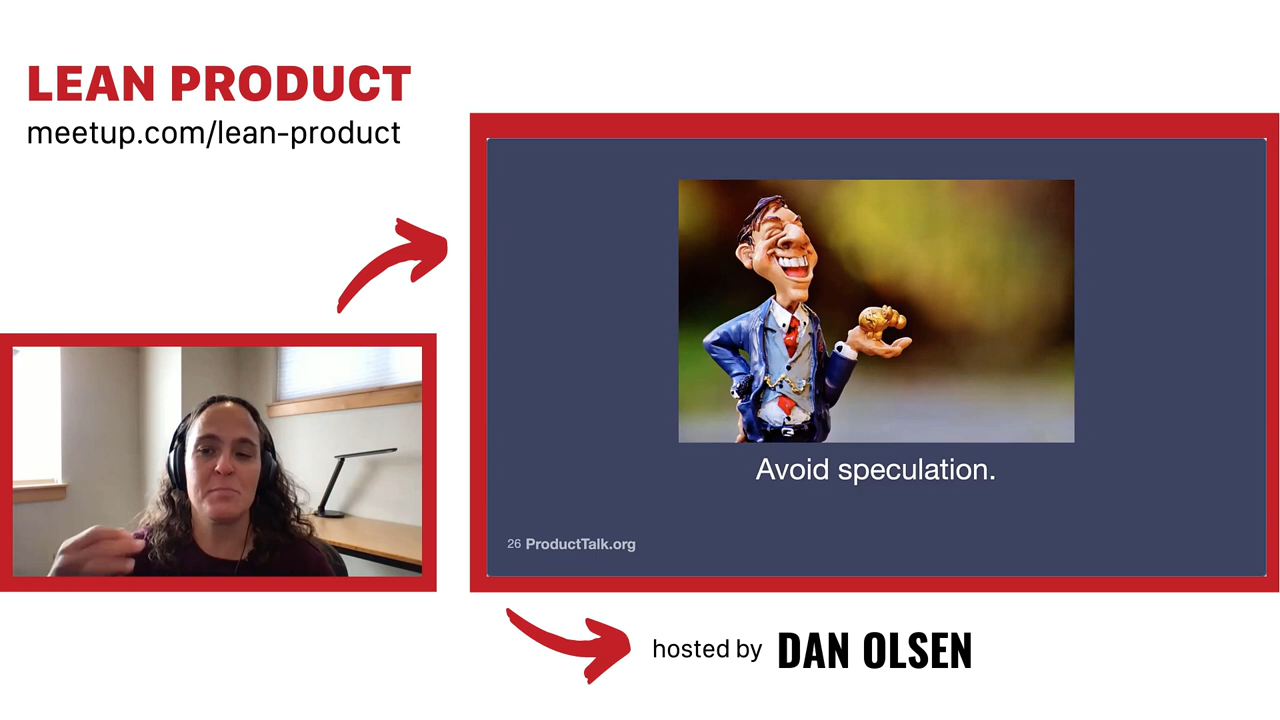 LEAN PRODUCT
meetup.com/lean-product
Avoid speculation.
26 ProductTalk.org
hosted by DAN OLSEN